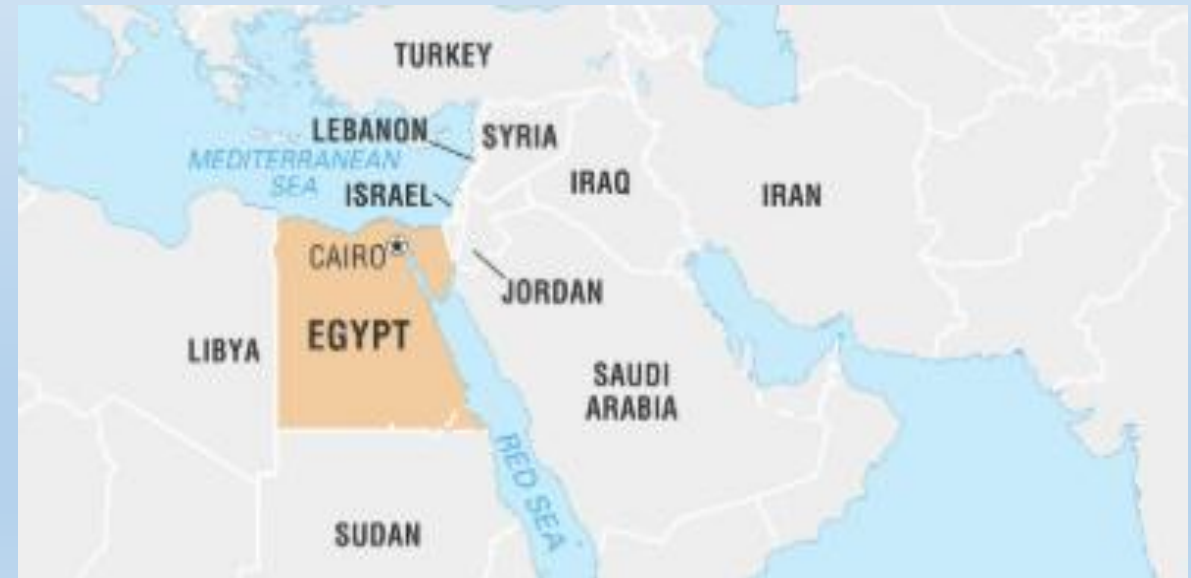 TURKEY
LEBANON
SYRIA
MEDITERRANEAN
SEA
IRAQ
ISRAEL
IRAN
CAIRO
JORDAN
EGYPT
LIBYA
SAUDI
ARABIA
RED SEA
SUDAN